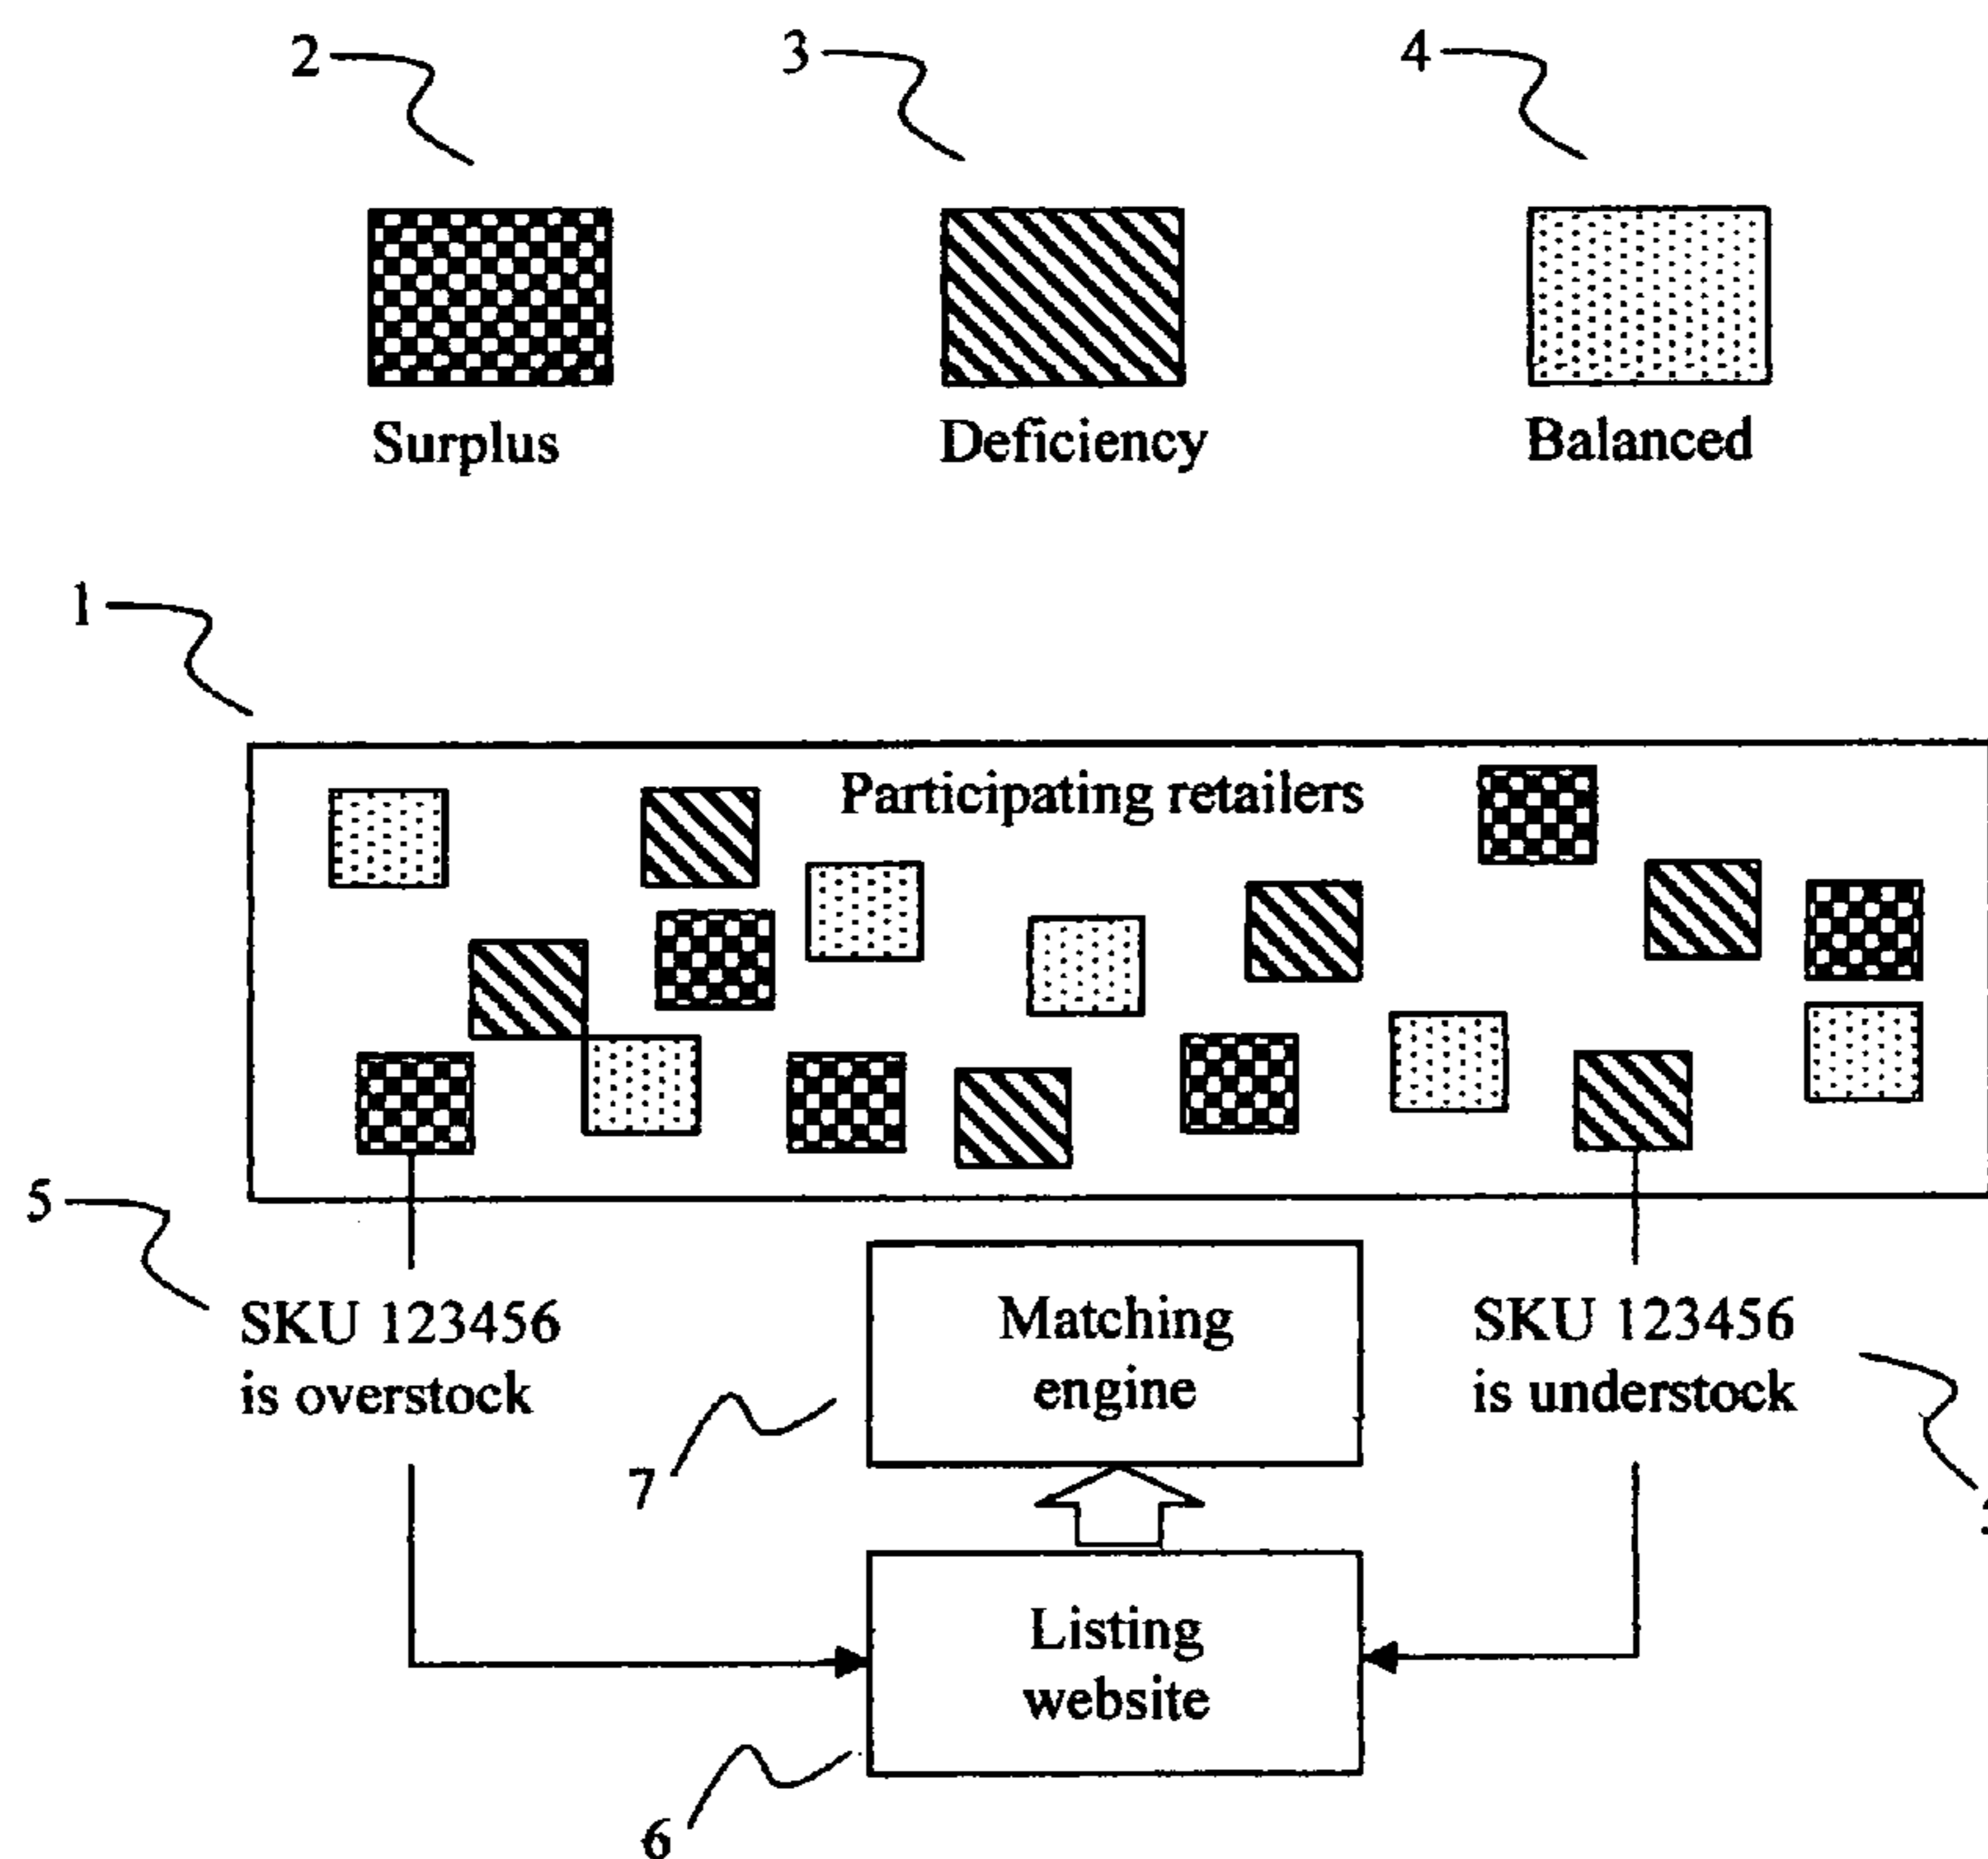 2
3
4
Surplus
Deficiency
Balanced
1
Participating retailers
5
SKU 123456
is overstock
Matching
engine
SKU 123456
is understock
7
Listing
website
6